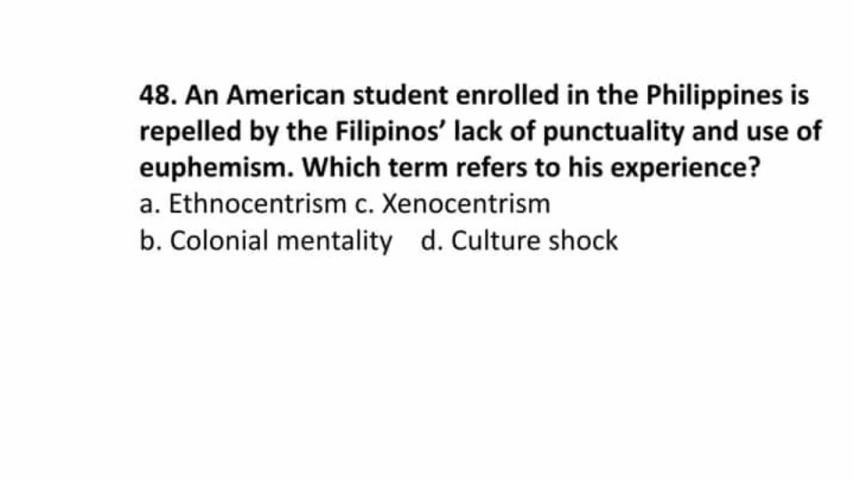 48. An American student enrolled in the Philippines is
repelled by the Filipinos’ lack of punctuality and use of
euphemism. Which term refers to his experience?
a. Ethnocentrism c. Xenocentrism
b. Colonial mentality d. Culture shock